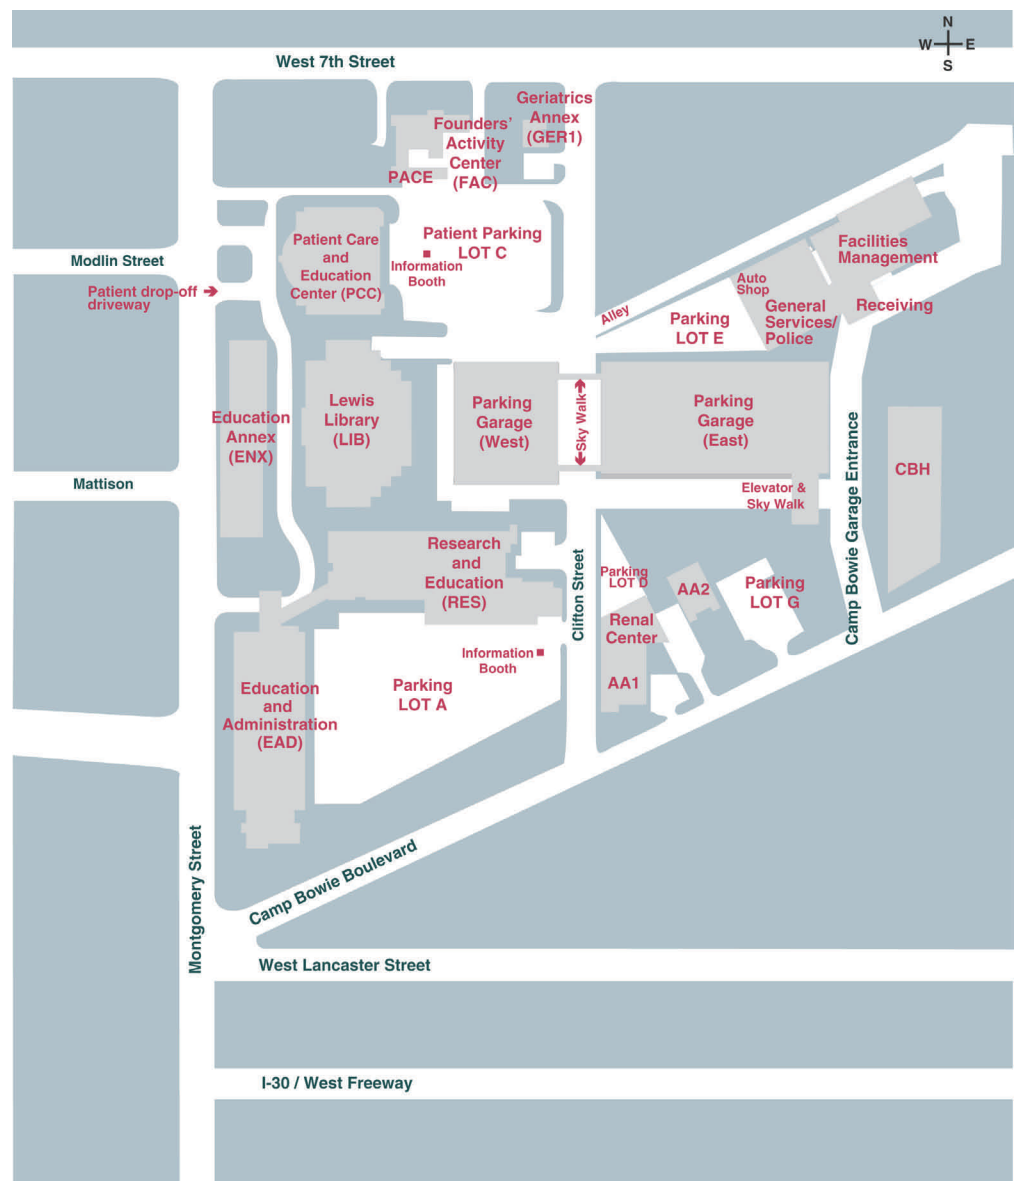 N
W
E
S
West 7th Street
Geriatrics
Annex
(GER1)
Founders’
Activity
Center
(FAC)
PACE
Patient Care
and
Education
Center (PCC)
Patient Parking
LOT C
Information
Booth
Facilities
Management
Modlin Street
Patient drop-off
driveway
Auto
Shop
General
Services/
Police
Receiving
Alley
Parking
LOT E
Education
Annex
(ENX)
Lewis
Library
(LIB)
Parking
Garage
(West)
Sky Walk
Parking
Garage
(East)
CBH
Mattison
Elevator &
Sky Walk
Camp Bowie Garage Entrance
Research
and
Education
(RES)
Clifton Street
Parking
LOT D
AA2
Parking
LOT G
Renal
Center
AA1
Information
Booth
Parking
LOT A
Education
and
Administration
(EAD)
Montgomery Street
Camp Bowie Boulevard
West Lancaster Street
I-30 / West Freeway